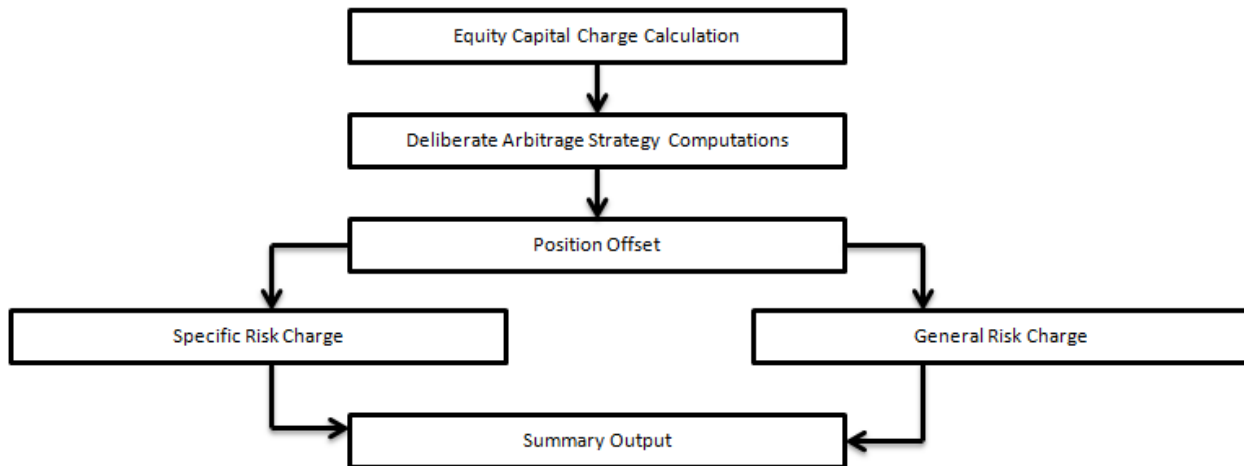 Equity Capital Charge Calculation
Deliberate Arbitrage Strategy Computations
Position Offset
Specific Risk Charge
General Risk Charge
Summary Output